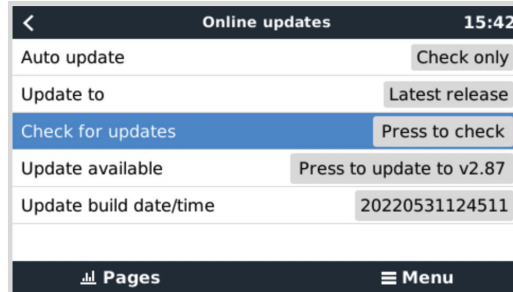 Online updates 15:42
Auto update Check only
Update to Latest release
Check for updates Press to check
Update available Press to update to v2.87
Update build date/time 20220531124511
Pages Menu